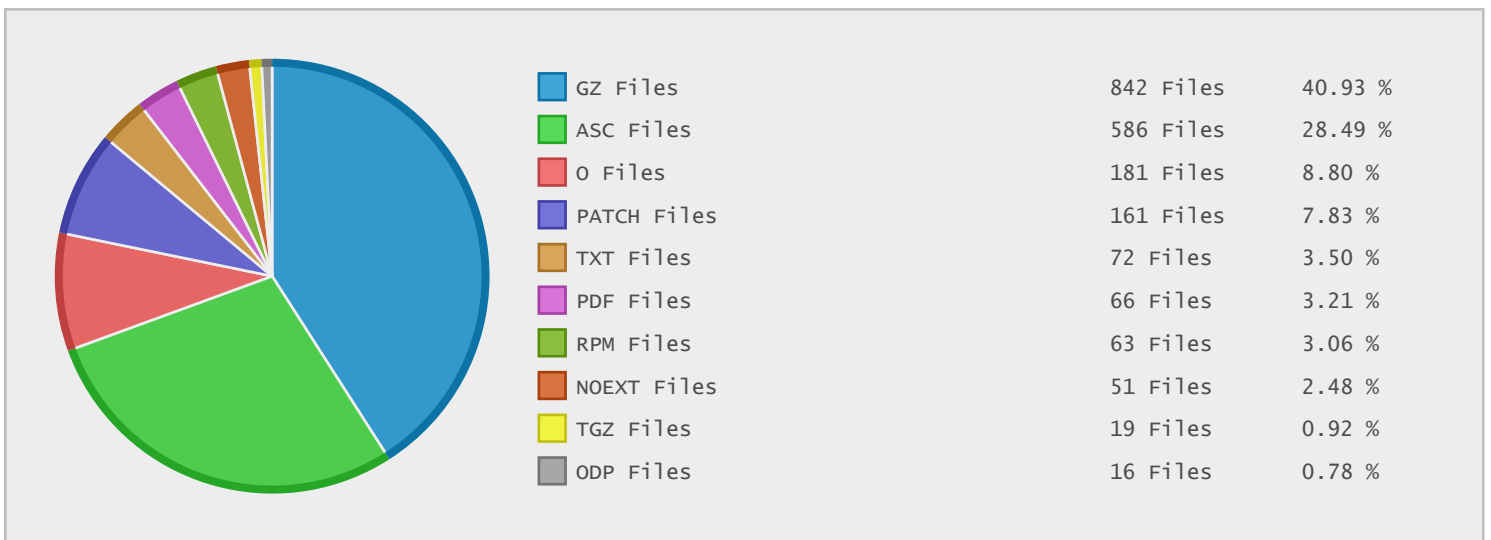 GZ Files 842 Files 40.93 %
ASC Files 586 Files 28.49 %
O Files 181 Files 8.80 %
PATCH Files 161 Files 7.83 %
TXT Files 72 Files 3.50 %
PDF Files 66 Files 3.21 %
RPM Files 63 Files 3.06 %
NOEXT Files 51 Files 2.48 %
TGZ Files 19 Files 0.92 %
ODP Files 16 Files 0.78 %